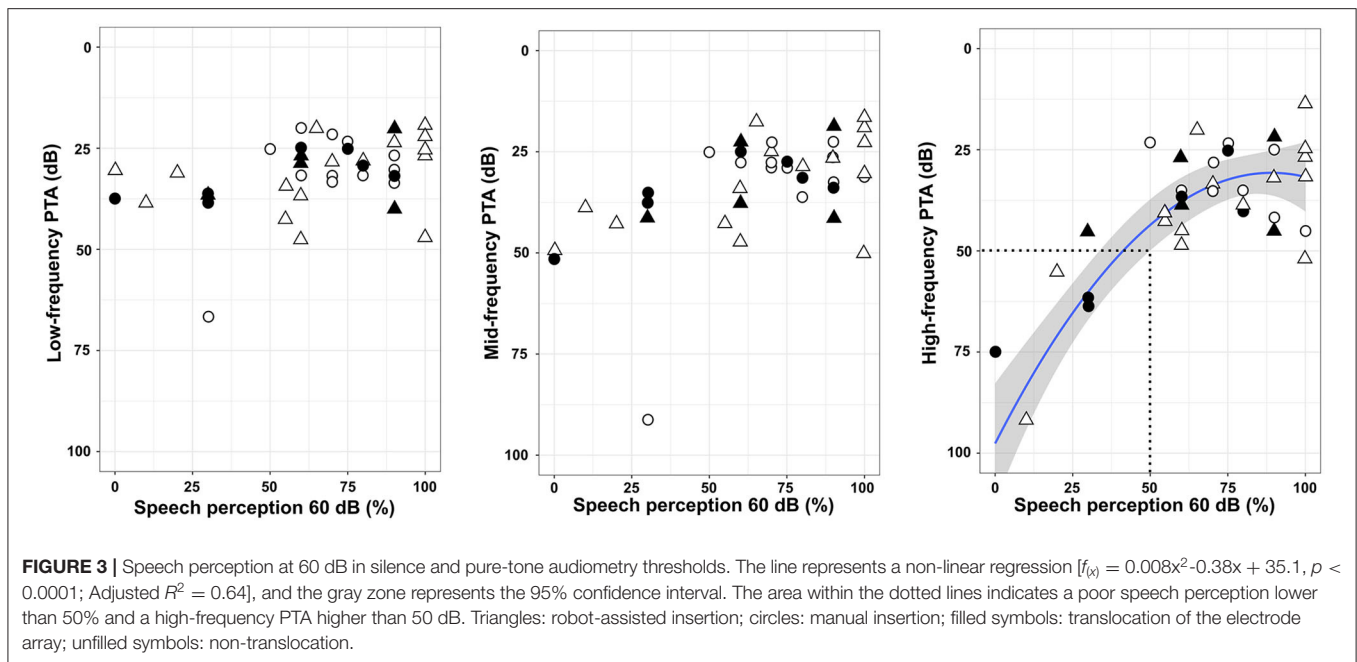 0
25
50
75
100
Low-frequency PTA (dB)
0 25 50 75 100
Speech perception 60 dB (%)
0
25
50
75
100
Mid-frequency PTA (dB)
0 25 50 75 100
Speech perception 60 dB (%)
0
25
50
75
100
High-frequency PTA (dB)
0 25 50 75 100
Speech perception 60 dB (%)
FIGURE 3 | Speech perception at 60 dB in silence and pure-tone audiometry thresholds. The line represents a non-linear regression [f(x) = 0.008x²-0.38x + 35.1, p <
0.0001; Adjusted R² = 0.64], and the gray zone represents the 95% confidence interval. The area within the dotted lines indicates a poor speech perception lower
than 50% and a high-frequency PTA higher than 50 dB. Triangles: robot-assisted insertion; circles: manual insertion; filled symbols: translocation of the electrode
array; unfilled symbols: non-translocation.